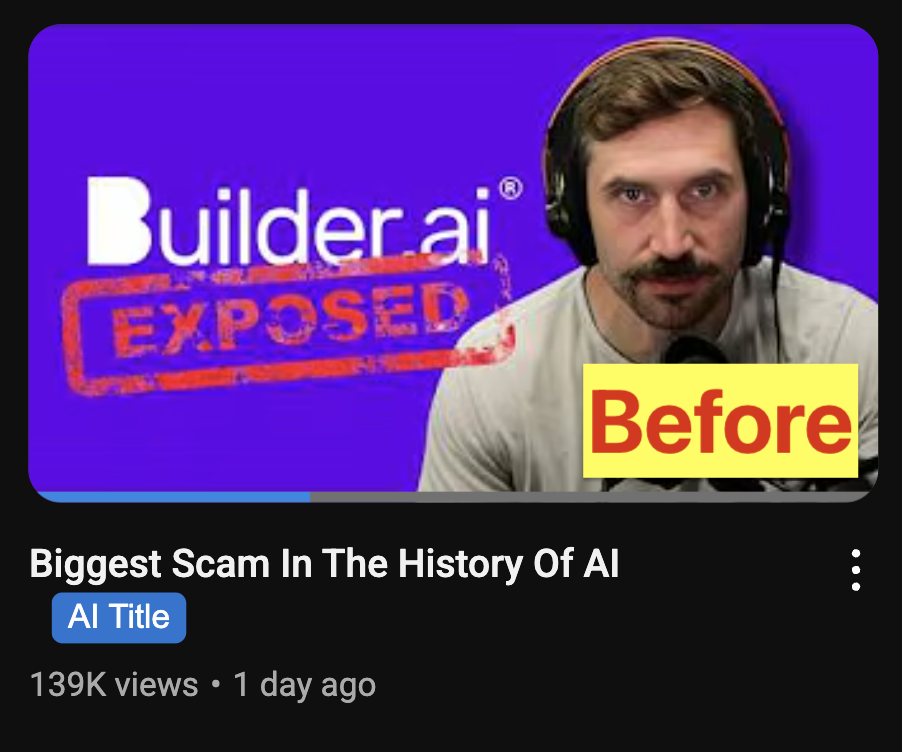 Builder.ai®
EXPOSED
Before
Biggest Scam In The History Of AI
AI Title
139K views • 1 day ago